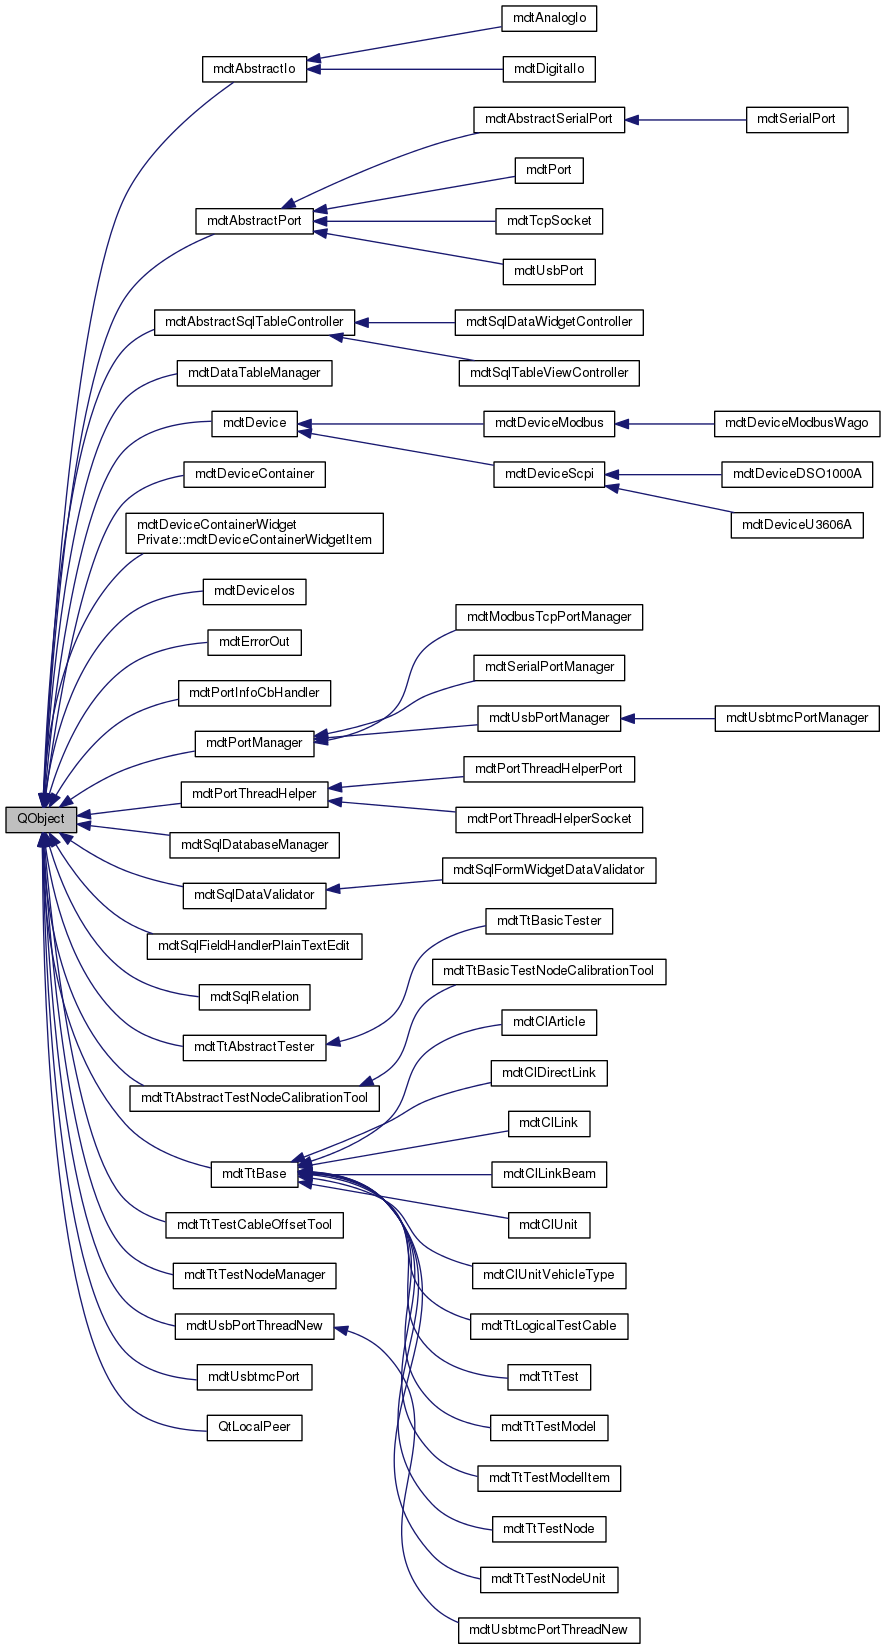 mdtAnalogIo
mdtAbstractIo
mdtDigitalIo
mdtAbstractSerialPort
mdtSerialPort
mdtPort
mdtAbstractPort
mdtTcpSocket
mdtUsbPort
mdtAbstractSqlTableController
mdtSqlDataWidgetController
mdtSqlTableViewController
mdtDataTableManager
mdtDevice
mdtDeviceModbus
mdtDeviceModbusWago
mdtDeviceContainer
mdtDeviceScpi
mdtDeviceDSO1000A
mdtDeviceU3606A
mdtDeviceContainerWidget
Private::mdtDeviceContainerWidgetItem
mdtDeviceIos
mdtModbusTcpPortManager
mdtErrorOut
mdtSerialPortManager
mdtPortInfoCbHandler
mdtUsbPortManager
mdtUsbtmcPortManager
mdtPortManager
mdtPortThreadHelperPort
mdtPortThreadHelper
QObject
mdtPortThreadHelperSocket
mdtSqlDatabaseManager
mdtSqlFormWidgetDataValidator
mdtSqlDataValidator
mdtTtBasicTester
mdtSqlFieldHandlerPlainTextEdit
mdtTtBasicTestNodeCalibrationTool
mdtSqlRelation
mdtClArticle
mdtTtAbstractTester
mdtClDirectLink
mdtTtAbstractTestNodeCalibrationTool
mdtClLink
mdtTtBase
mdtClLinkBeam
mdtTtTestCableOffsetTool
mdtClUnit
mdtTtTestNodeManager
mdtClUnitVehicleType
mdtUsbPortThreadNew
mdtTtLogicalTestCable
mdtUsbtmcPort
mdtTtTest
QtLocalPeer
mdtTtTestModel
mdtTtTestModelItem
mdtTtTestNode
mdtTtTestNodeUnit
mdtUsbtmcPortThreadNew